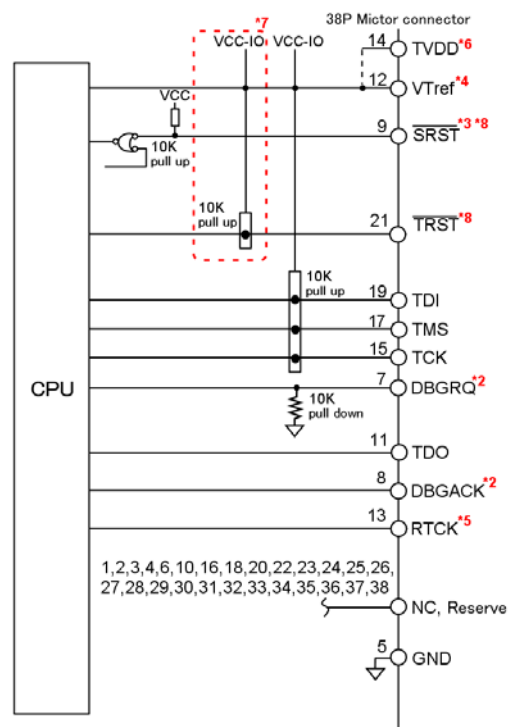 38P Mictor connector
*7
VCC-IO VCC-IO
14 TVDD*6
12 VTref*4
VCC
9 SRST*3 *8
10K
pull up
10K
pull up
21 TRST*8
10K
pull up
19 TDI
17 TMS
15 TCK
CPU
7 DBGRQ*2
10K
pull down
11 TDO
8 DBGACK*2
13 RTCK*5
1,2,3,4,6,10,16,18,20,22,23,24,25,26,
27,28,29,30,31,32,33,34,35,36,37,38
NC, Reserve
5 GND